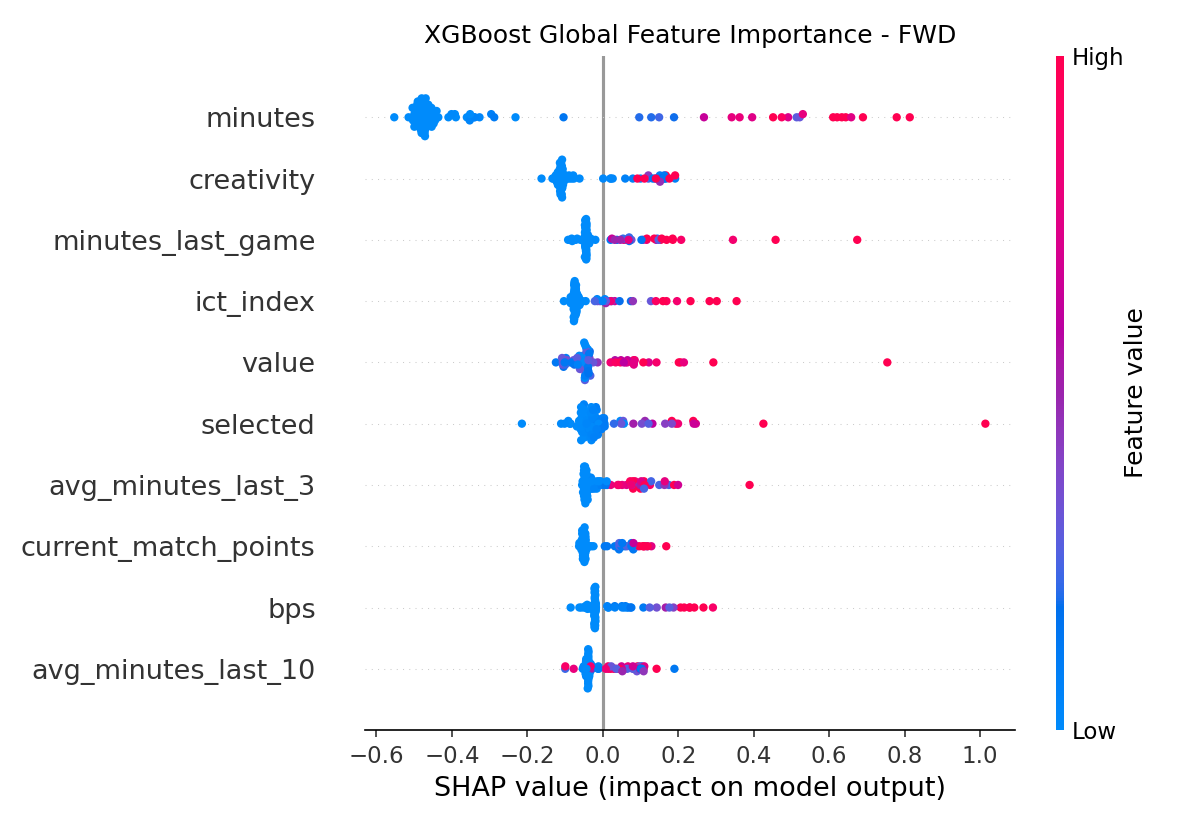 XGBoost Global Feature Importance - FWD
High
minutes
creativity
minutes_last_game
ict_index
value
selected
avg_minutes_last_3
current_match_points
bps
avg_minutes_last_10
Feature value
Low
−0.6 −0.4 −0.2 0.0 0.2 0.4 0.6 0.8 1.0
SHAP value (impact on model output)